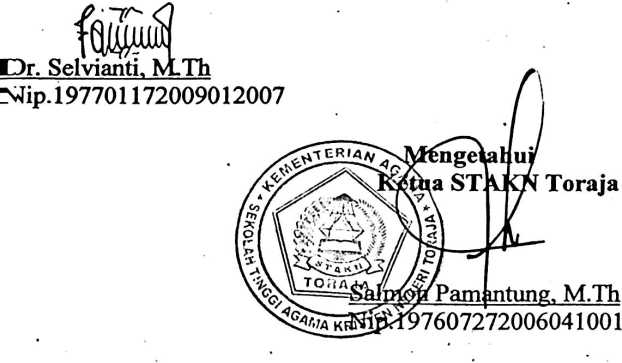 Dr. Selvianti, M.Th
Nip.197701172009012007
Mengetahui
Ketua STAKN Toraja
KEMENTERIAN AGAMA
SEKOLAH TINGGI AGAMA KRISTEN NEGERI TORAJA
STAKN
TORAJA
Salmon Pamantung, M.Th
Nip.197607272006041001